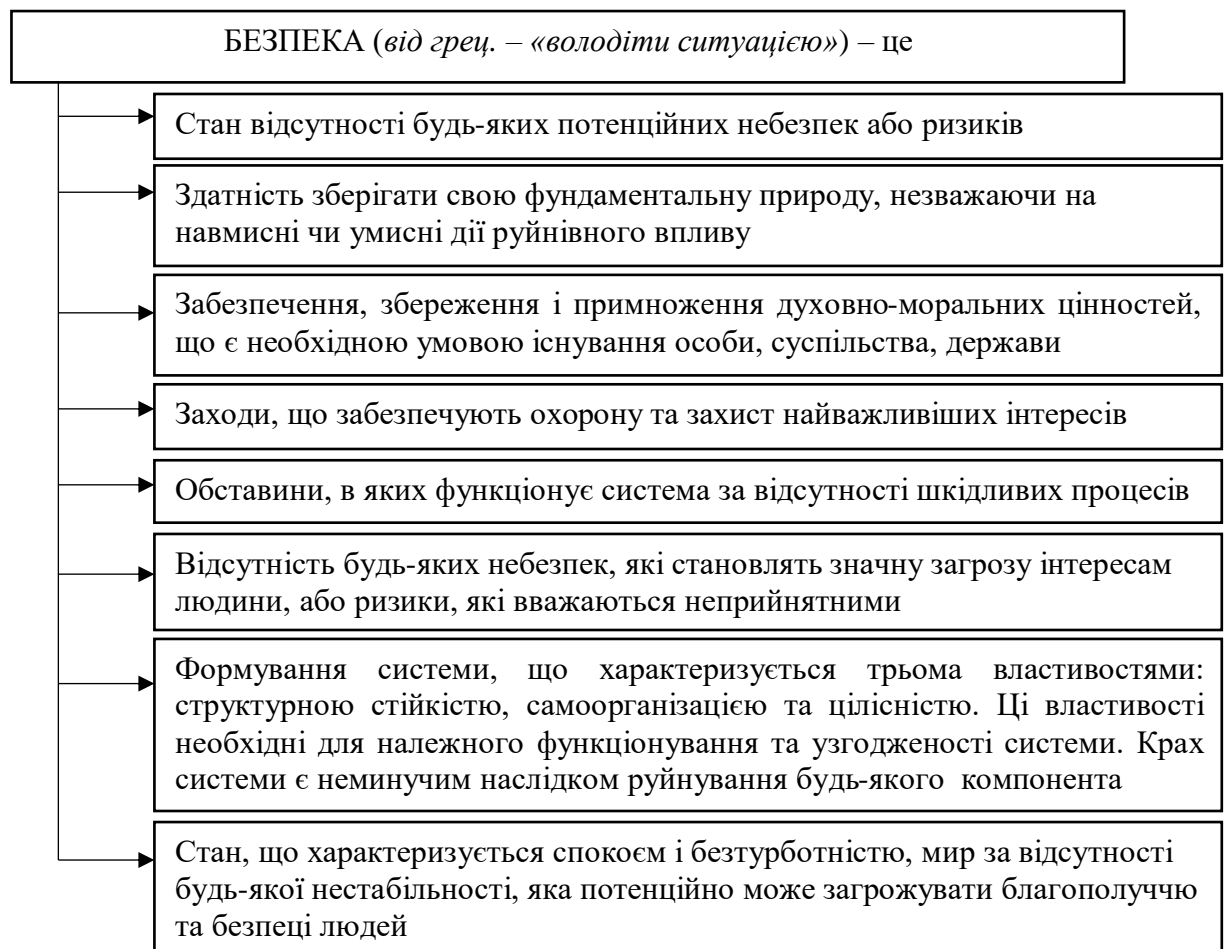 БЕЗПЕКА (від грец. – «володіти ситуацією») – це
Стан відсутності будь-яких потенційних небезпек або ризиків
Здатність зберігати свою фундаментальну природу, незважаючи на
навмисні чи умисні дії руйнівного впливу
Забезпечення, збереження і примноження духовно-моральних цінностей,
що є необхідною умовою існування особи, суспільства, держави
Заходи, що забезпечують охорону та захист найважливіших інтересів
Обставини, в яких функціонує система за відсутності шкідливих процесів
Відсутність будь-яких небезпек, які становлять значну загрозу інтересам
людини, або ризики, які вважаються неприйнятними
Формування системи, що характеризується трьома властивостями:
структурною стійкістю, самоорганізацією та цілісністю. Ці властивості
необхідні для належного функціонування та узгодженості системи. Крах
системи є неминучим наслідком руйнування будь-якого компонента
Стан, що характеризується спокоєм і безтурботністю, мир за відсутності
будь-якої нестабільності, яка потенційно може загрожувати благополуччю
та безпеці людей